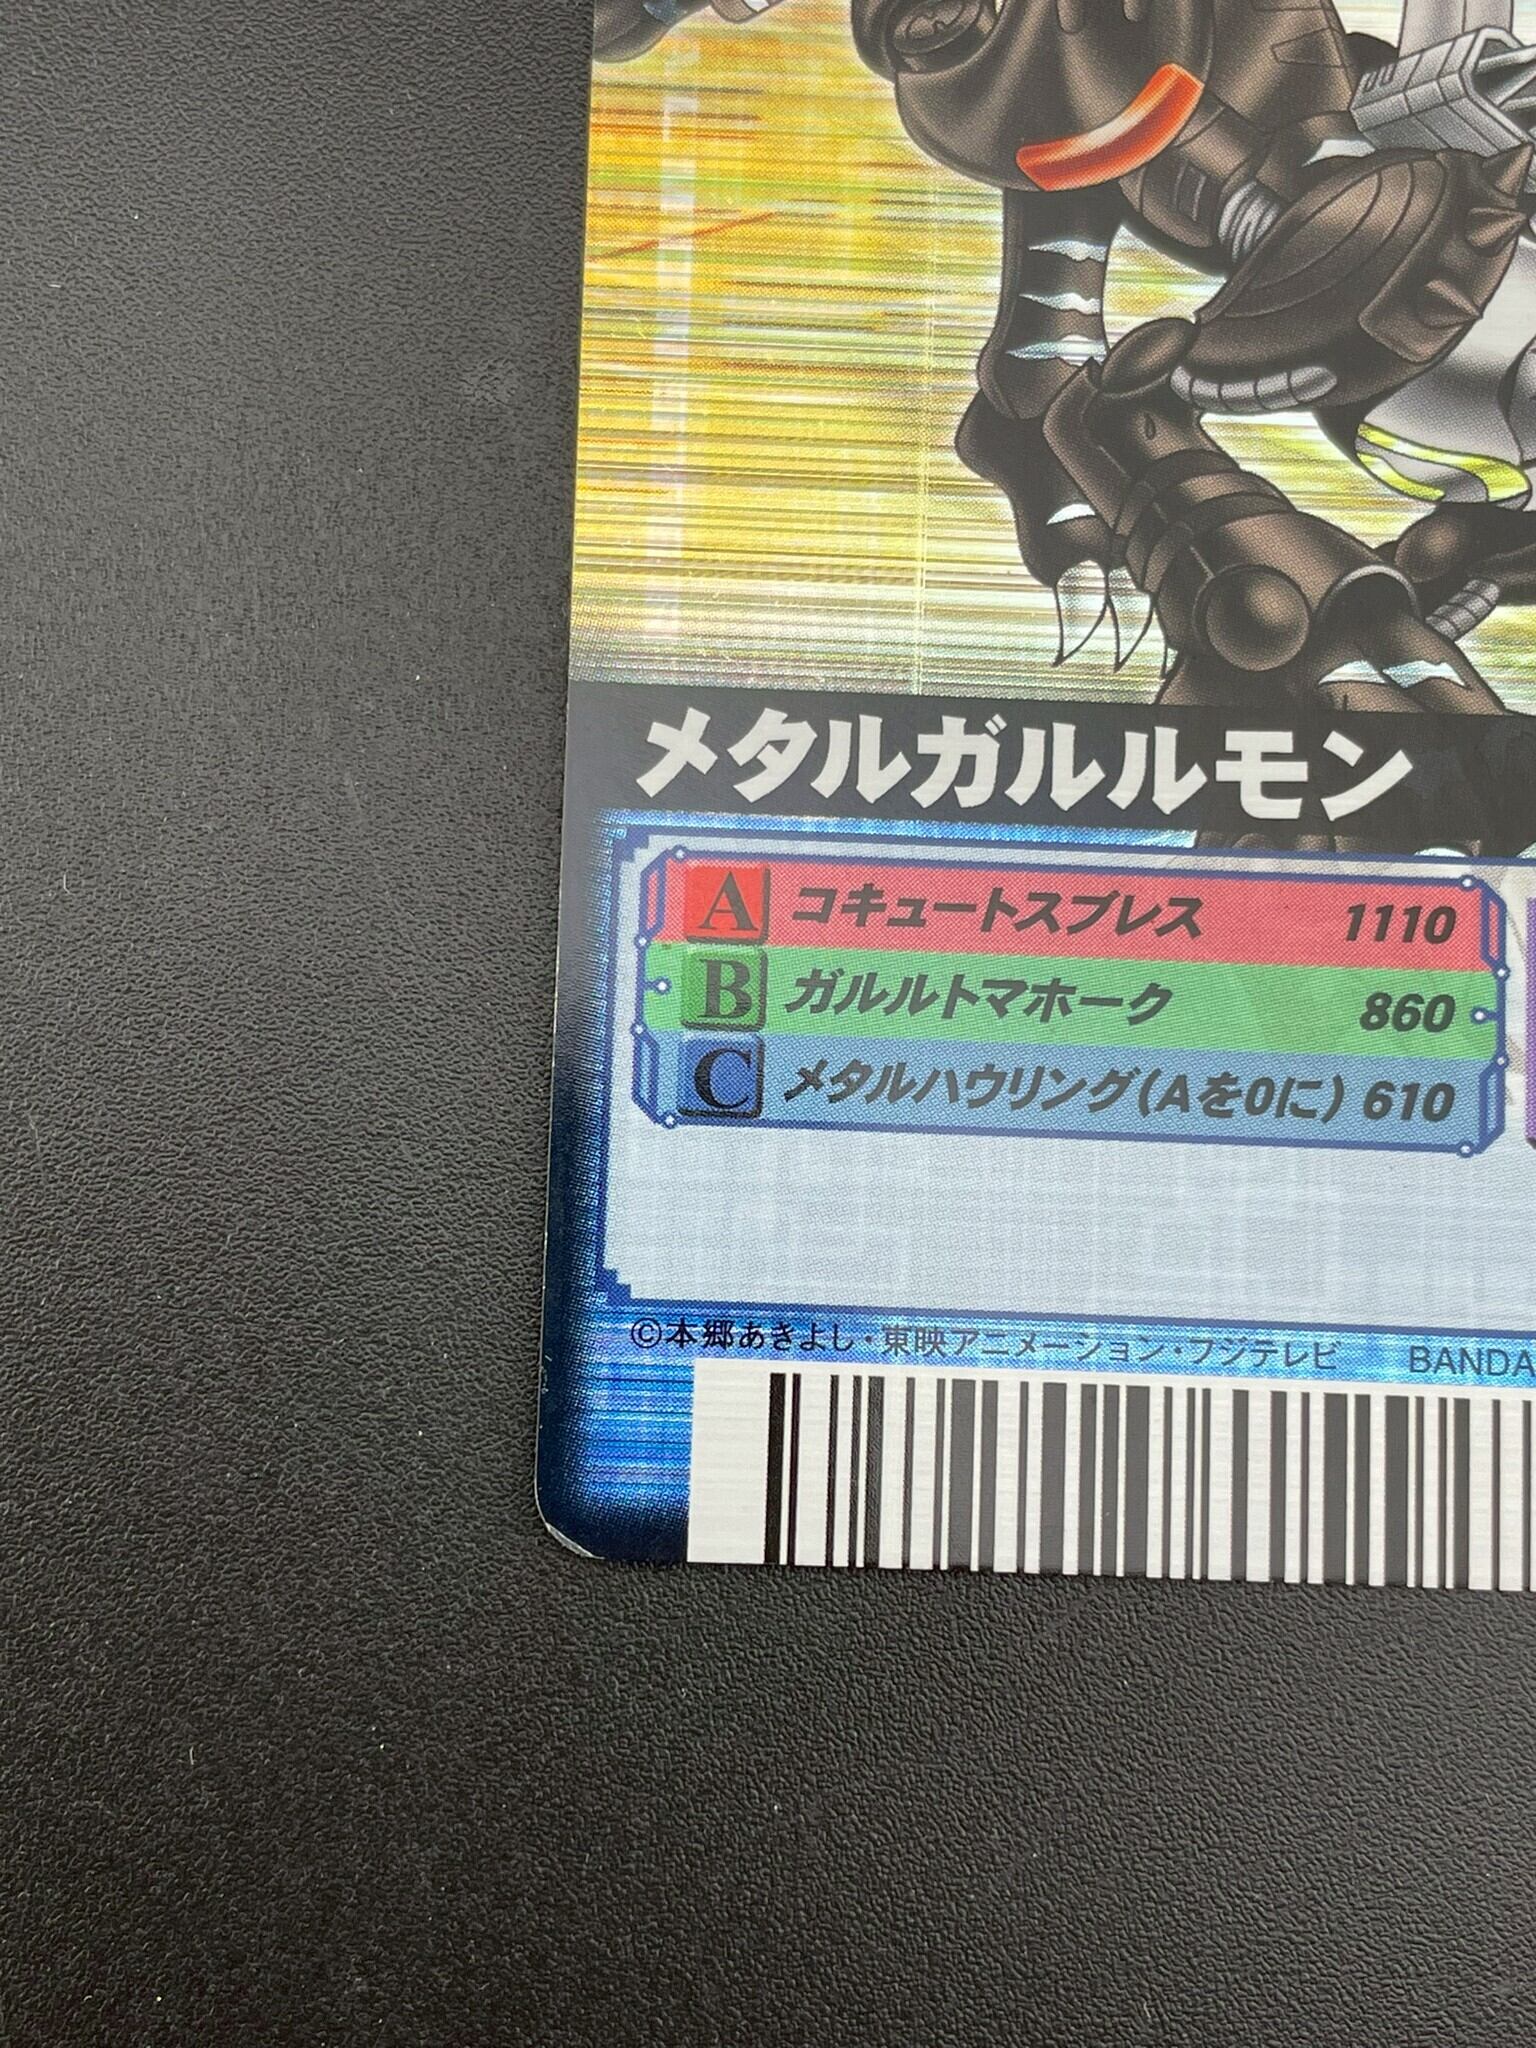 メタルガルルモン
A コキュートスブレス 1110
B ガルルトマホーク 860
C メタルハウリング(Aを0に) 610
©本郷あきよし・東映アニメーション・フジテレビ BANDA